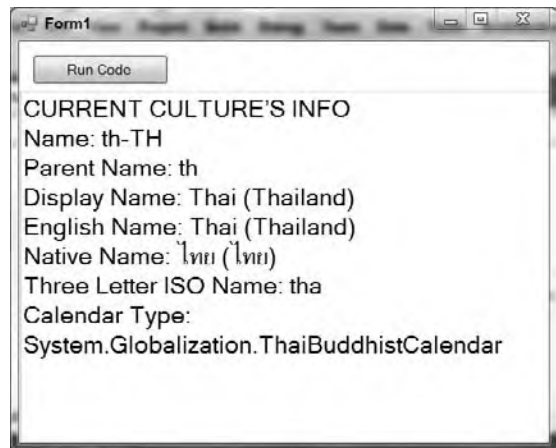 Form1
Run Code
CURRENT CULTURE'S INFO
Name: th-TH
Parent Name: th
Display Name: Thai (Thailand)
English Name: Thai (Thailand)
Native Name: ไทย (ไทย)
Three Letter ISO Name: tha
Calendar Type:
System.Globalization.ThaiBuddhistCalendar